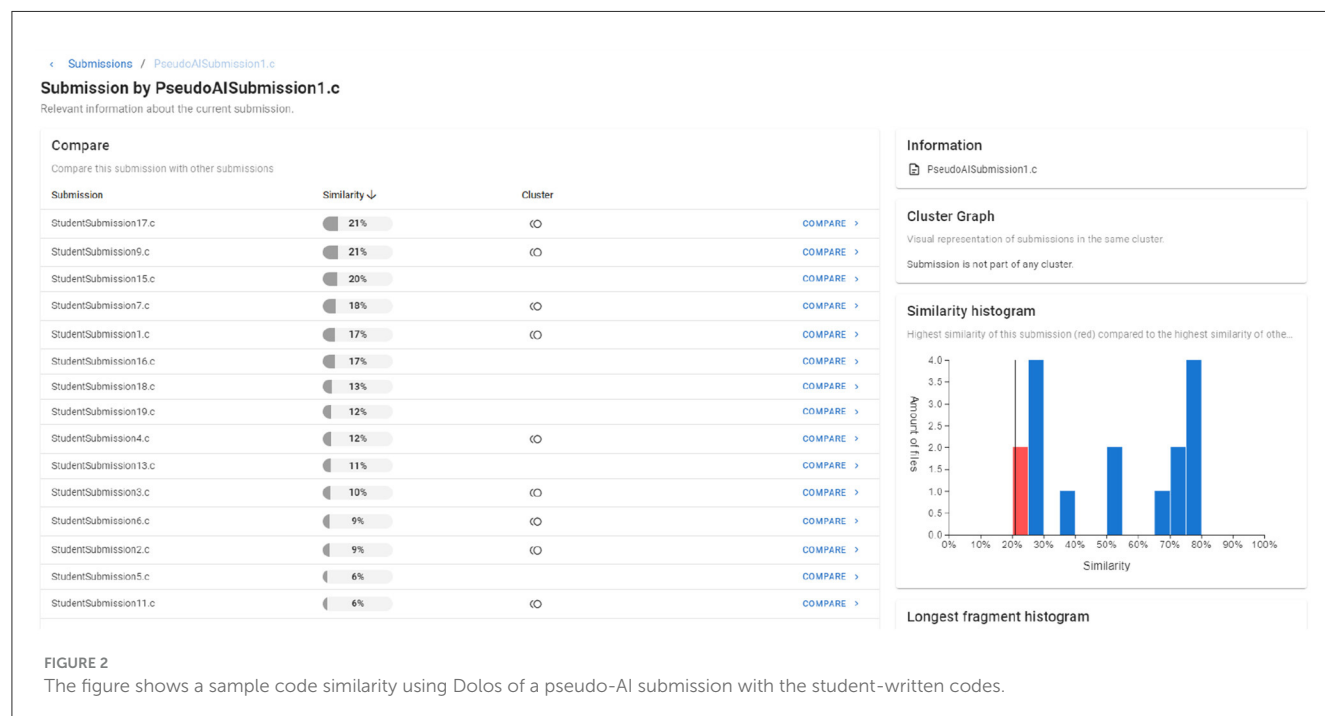 ‹ Submissions / PseudoAISubmission1.c
Submission by PseudoAISubmission1.c
Relevant information about the current submission.
Compare
Compare this submission with other submissions
Submission Similarity↓ Cluster
StudentSubmission17.c 21% COMPARE >
StudentSubmission9.c 21% COMPARE >
StudentSubmission15.c 20% COMPARE >
StudentSubmission7.c 18% COMPARE >
StudentSubmission1.c 17% COMPARE >
StudentSubmission16.c 17% COMPARE >
StudentSubmission18.c 13% COMPARE >
StudentSubmission19.c 12% COMPARE >
StudentSubmission4.c 12% COMPARE >
StudentSubmission13.c 11% COMPARE >
StudentSubmission3.c 10% COMPARE >
StudentSubmission6.c 9% COMPARE >
StudentSubmission2.c 9% COMPARE >
StudentSubmission5.c 6% COMPARE >
StudentSubmission11.c 6% COMPARE >
Information
PseudoAISubmission1.c
Cluster Graph
Visual representation of submissions in the same cluster.
Submission is not part of any cluster.
Similarity histogram
Highest similarity of this submission (red) compared to the highest similarity of othe...
Amount of files
4.0
3.5
3.0
2.5
2.0
1.5
1.0
0.5
0.0
0% 10% 20% 30% 40% 50% 60% 70% 80% 90% 100%
Similarity
Longest fragment histogram
FIGURE 2
The figure shows a sample code similarity using Dolos of a pseudo-AI submission with the student-written codes.